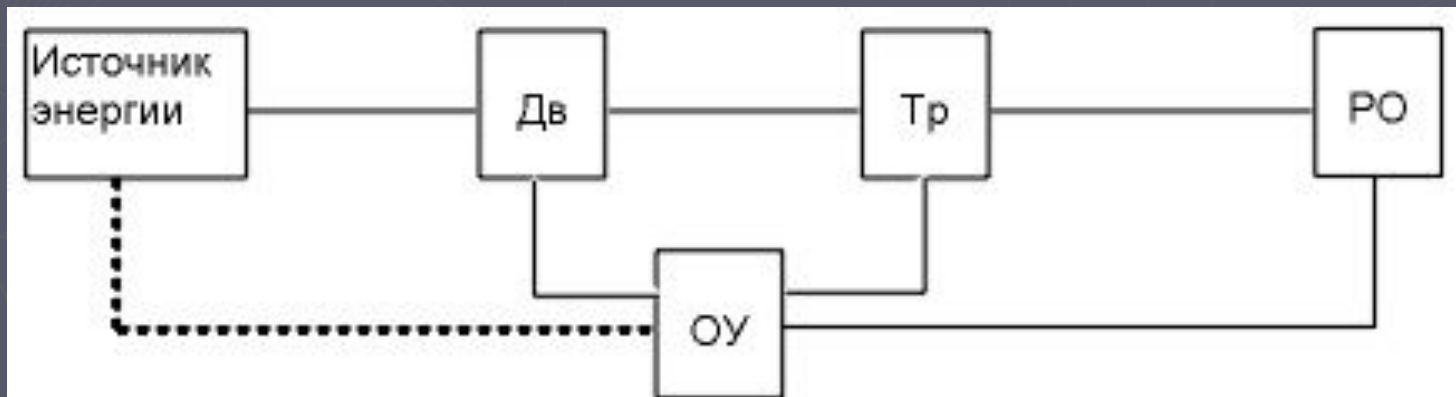 Источник
энергии
Дв
Тр
РО
ОУ